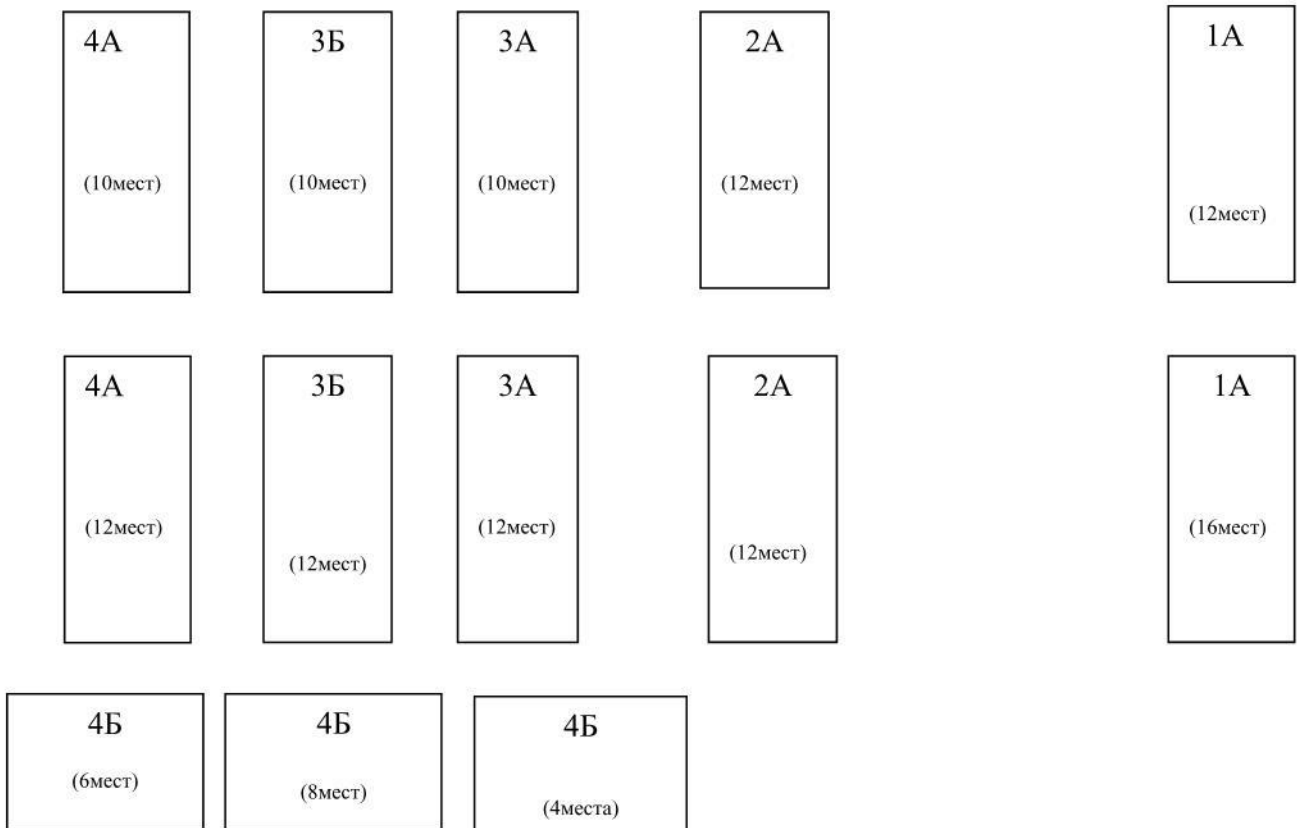 4А
(10мест)
3Б
(10мест)
3А
(10мест)
2А
(12мест)
1А
(12мест)
4А
(12мест)
3Б
(12мест)
3А
(12мест)
2А
(12мест)
1А
(16мест)
4Б
(6мест)
4Б
(8мест)
4Б
(4места)